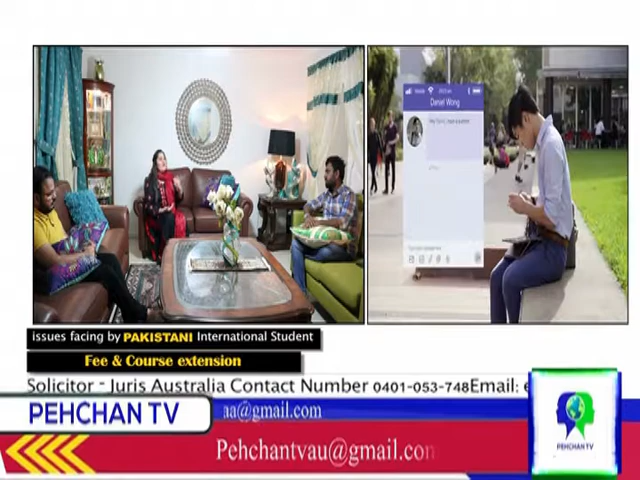 Daniel Wong
Issues facing by PAKISTANI International Student
Fee & Course extension
Solicitor - Juris Australia Contact Number 0401-053-748Email: e
PEHCHAN TV
aa@gmail.com
Pehchantvau@gmail.com
PEHCHAN TV